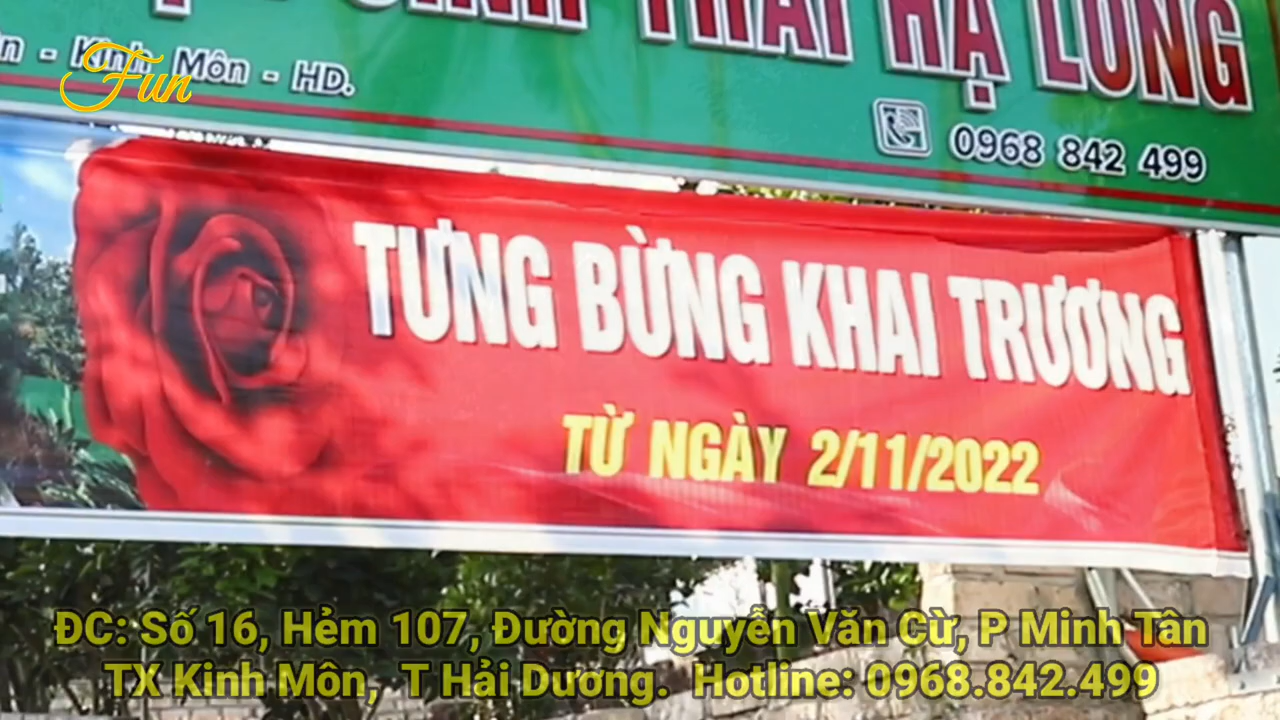 SINH THÁI HẠ LONG
- Kinh Môn - HD.
Fun
0968 842 499
TƯNG BỪNG KHAI TRƯƠNG
TỪ NGÀY 2/11/2022
ĐC: Số 16, Hẻm 107, Đường Nguyễn Văn Cừ, P Minh Tân
TX Kinh Môn, T Hải Dương. Hotline: 0968.842.499